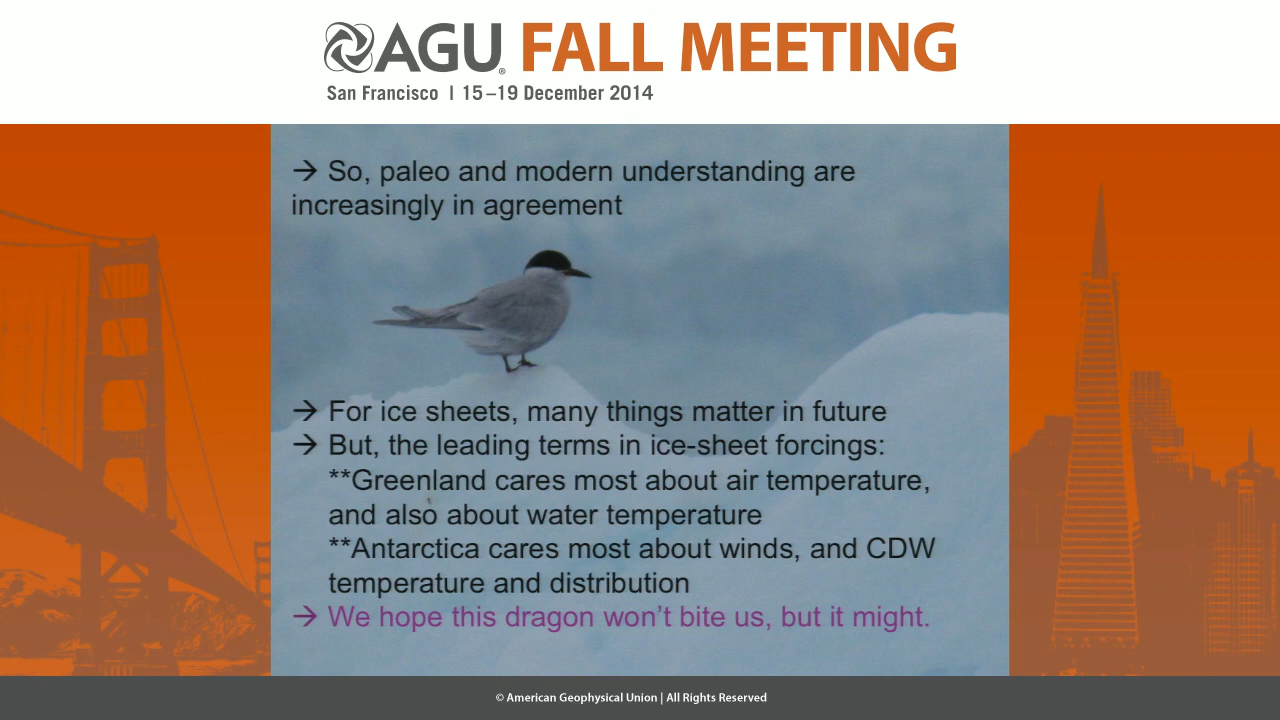 AGU® FALL MEETING
San Francisco | 15–19 December 2014
→ So, paleo and modern understanding are
increasingly in agreement
→ For ice sheets, many things matter in future
→ But, the leading terms in ice-sheet forcings:
**Greenland cares most about air temperature,
and also about water temperature
**Antarctica cares most about winds, and CDW
temperature and distribution
→ We hope this dragon won't bite us, but it might.
© American Geophysical Union | All Rights Reserved